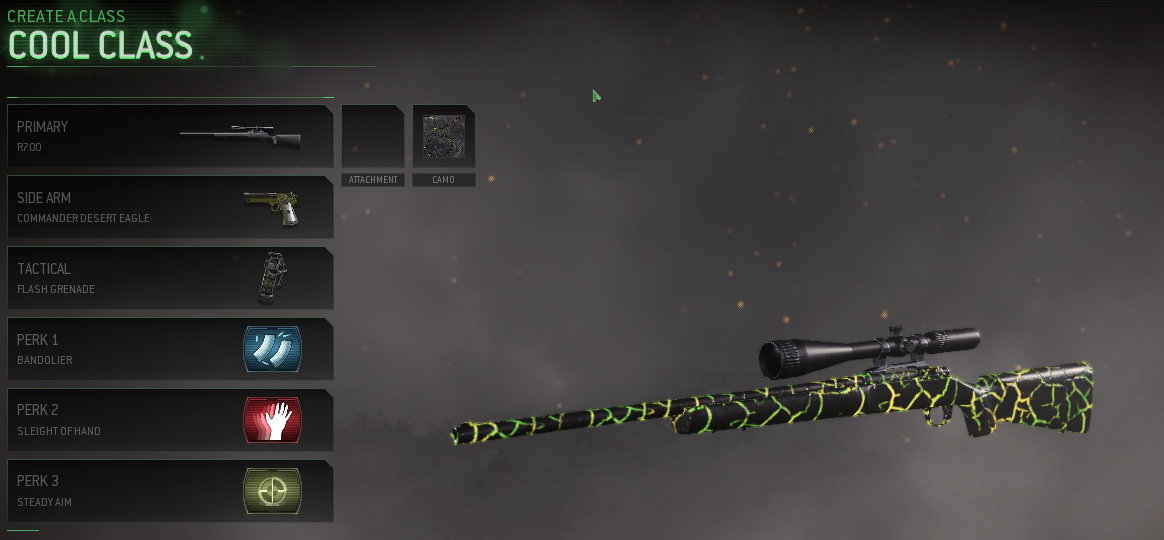 CREATE A CLASS
COOL CLASS
PRIMARY
R700
ATTACHMENT
CAMO
SIDE ARM
COMMANDER DESERT EAGLE
TACTICAL
FLASH GRENADE
PERK 1
BANDOLIER
PERK 2
SLEIGHT OF HAND
PERK 3
STEADY AIM